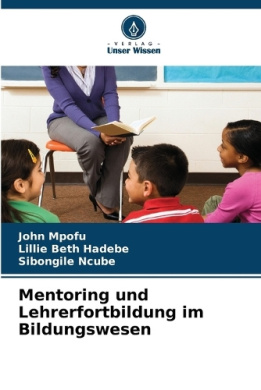 - VERLAG -
Unser Wissen
John Mpofu
Lillie Beth Hadebe
Sibongile Ncube
Mentoring und
Lehrerfortbildung im
Bildungswesen